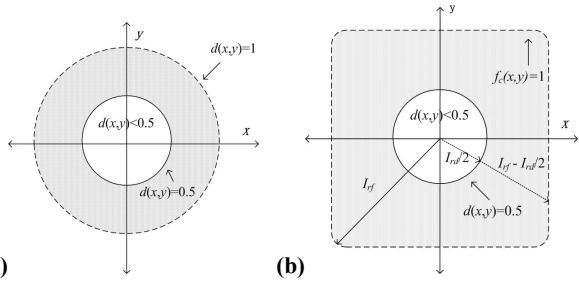 y
d(x,y)=1
d(x,y)<0.5
x
d(x,y)=0.5
)
y
f_c(x,y)=1
d(x,y)<0.5
x
I_rd/2
I_rf - I_rd/2
I_rf
d(x,y)=0.5
(b)